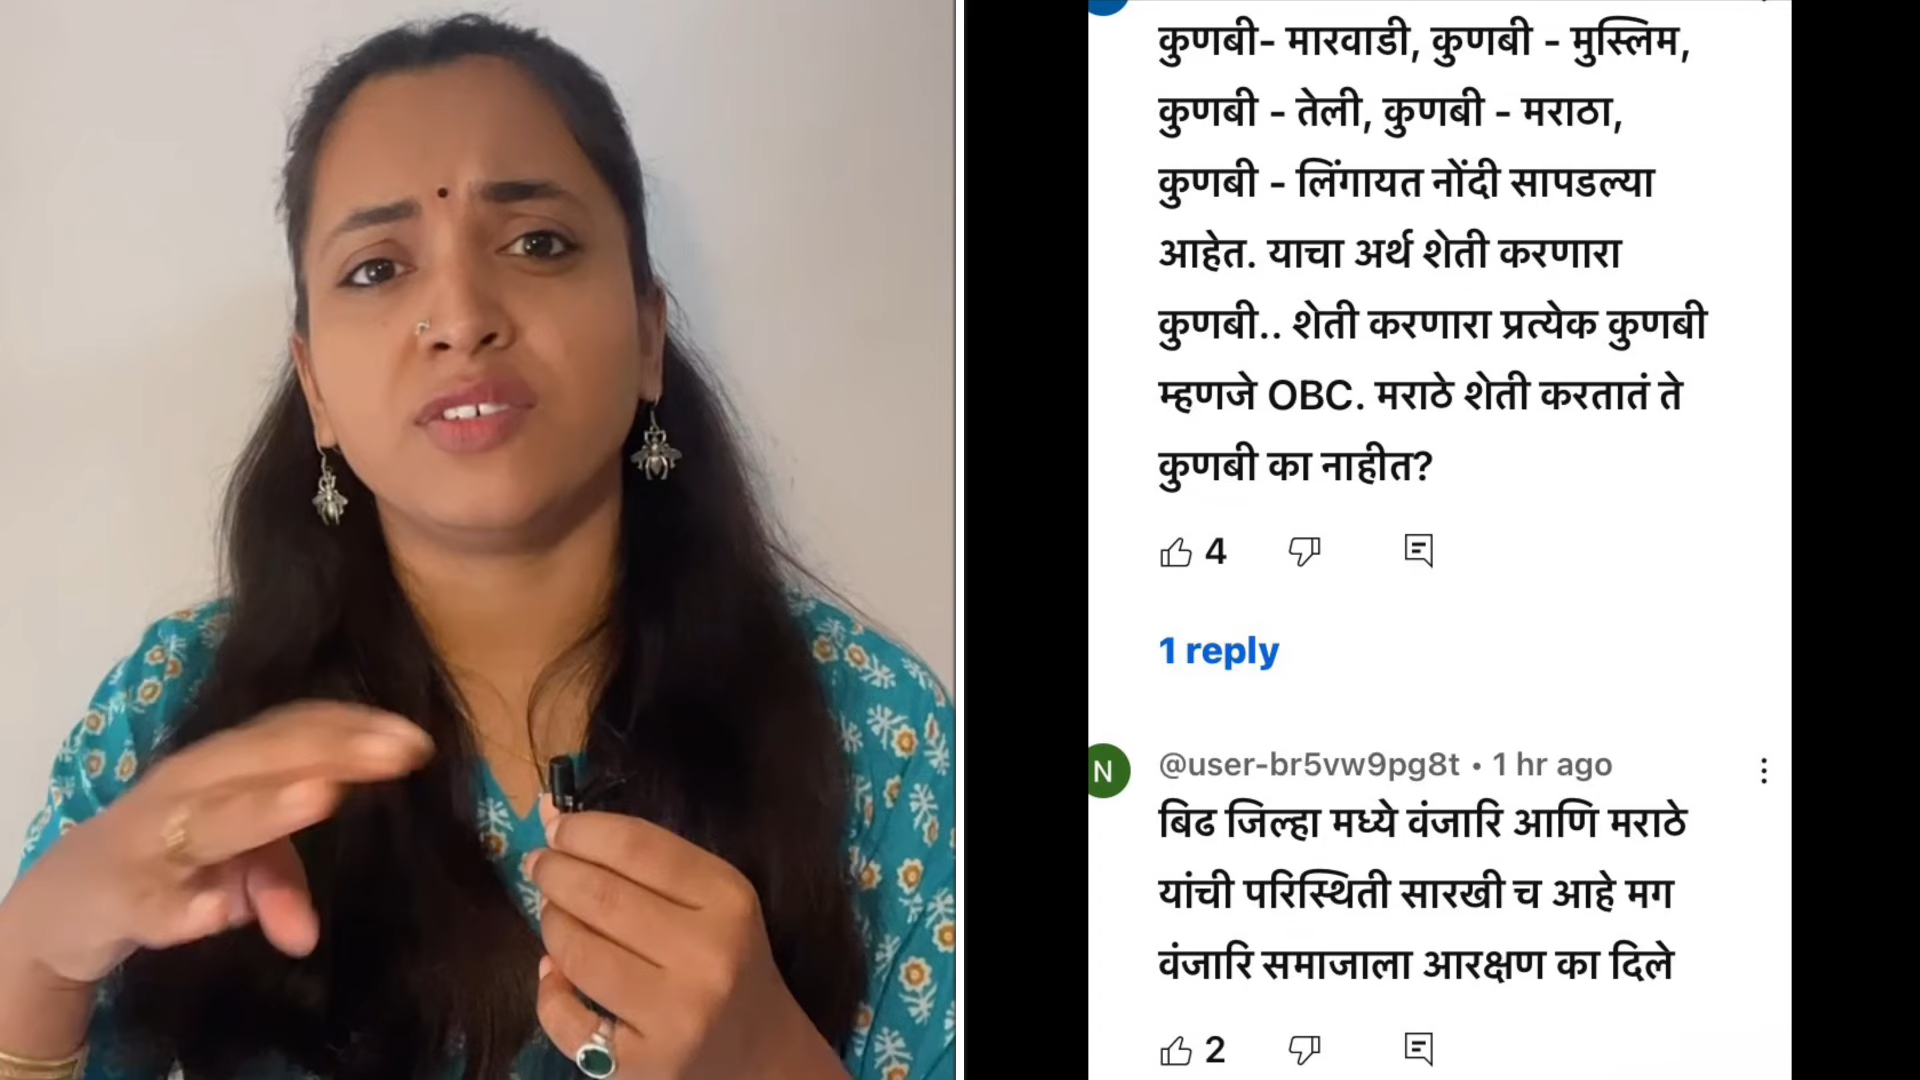 कुणबी- मारवाडी, कुणबी - मुस्लिम,
कुणबी - तेली, कुणबी - मराठा,
कुणबी - लिंगायत नोंदी सापडल्या
आहेत. याचा अर्थ शेती करणारा
कुणबी.. शेती करणारा प्रत्येक कुणबी
म्हणजे OBC. मराठे शेती करतातं ते
कुणबी का नाहीत?
4
1 reply
N @user-br5vw9pg8t • 1 hr ago
बिढ जिल्हा मध्ये वंजारि आणि मराठे
यांची परिस्थिती सारखी च आहे मग
वंजारि समाजाला आरक्षण का दिले
2